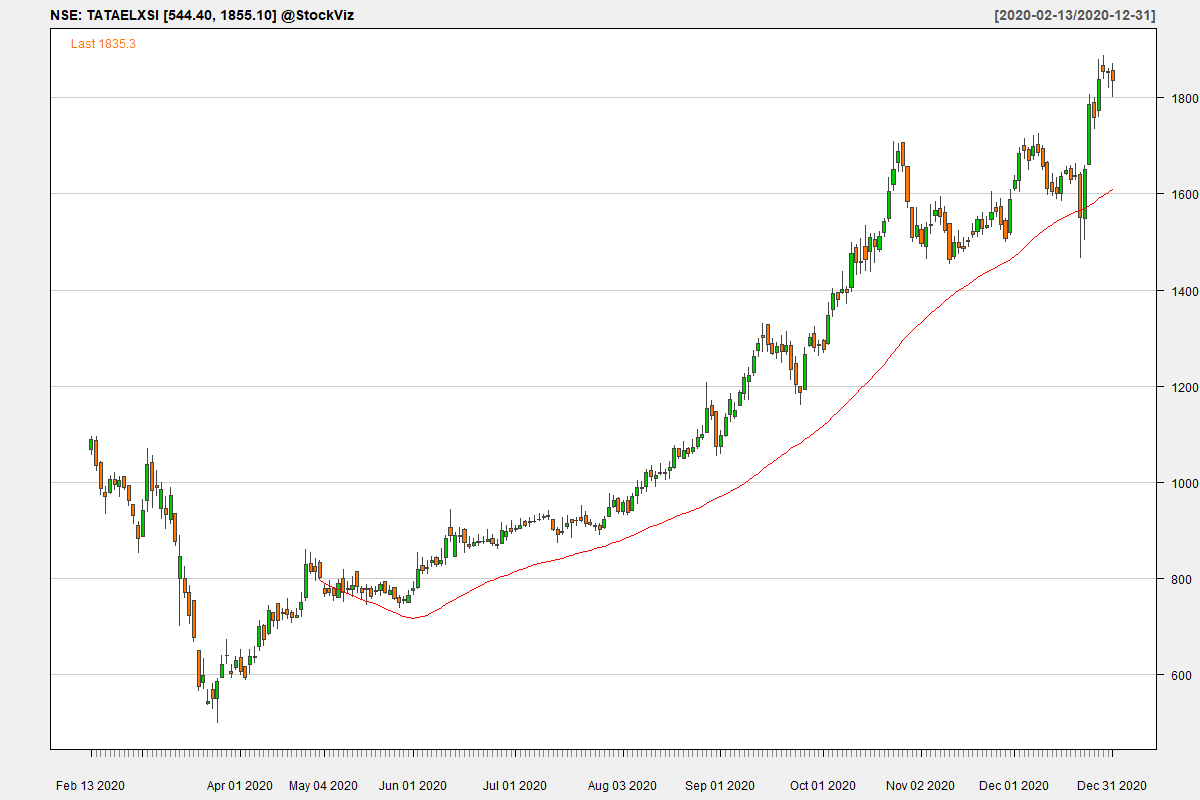 NSE: TATAELXSI [544.40, 1855.10] @StockViz [2020-02-13/2020-12-31]
Last 1835.3
1800
1600
1400
1200
1000
800
600
Feb 13 2020 Apr 01 2020 May 04 2020 Jun 01 2020 Jul 01 2020 Aug 03 2020 Sep 01 2020 Oct 01 2020 Nov 02 2020 Dec 01 2020 Dec 31 2020